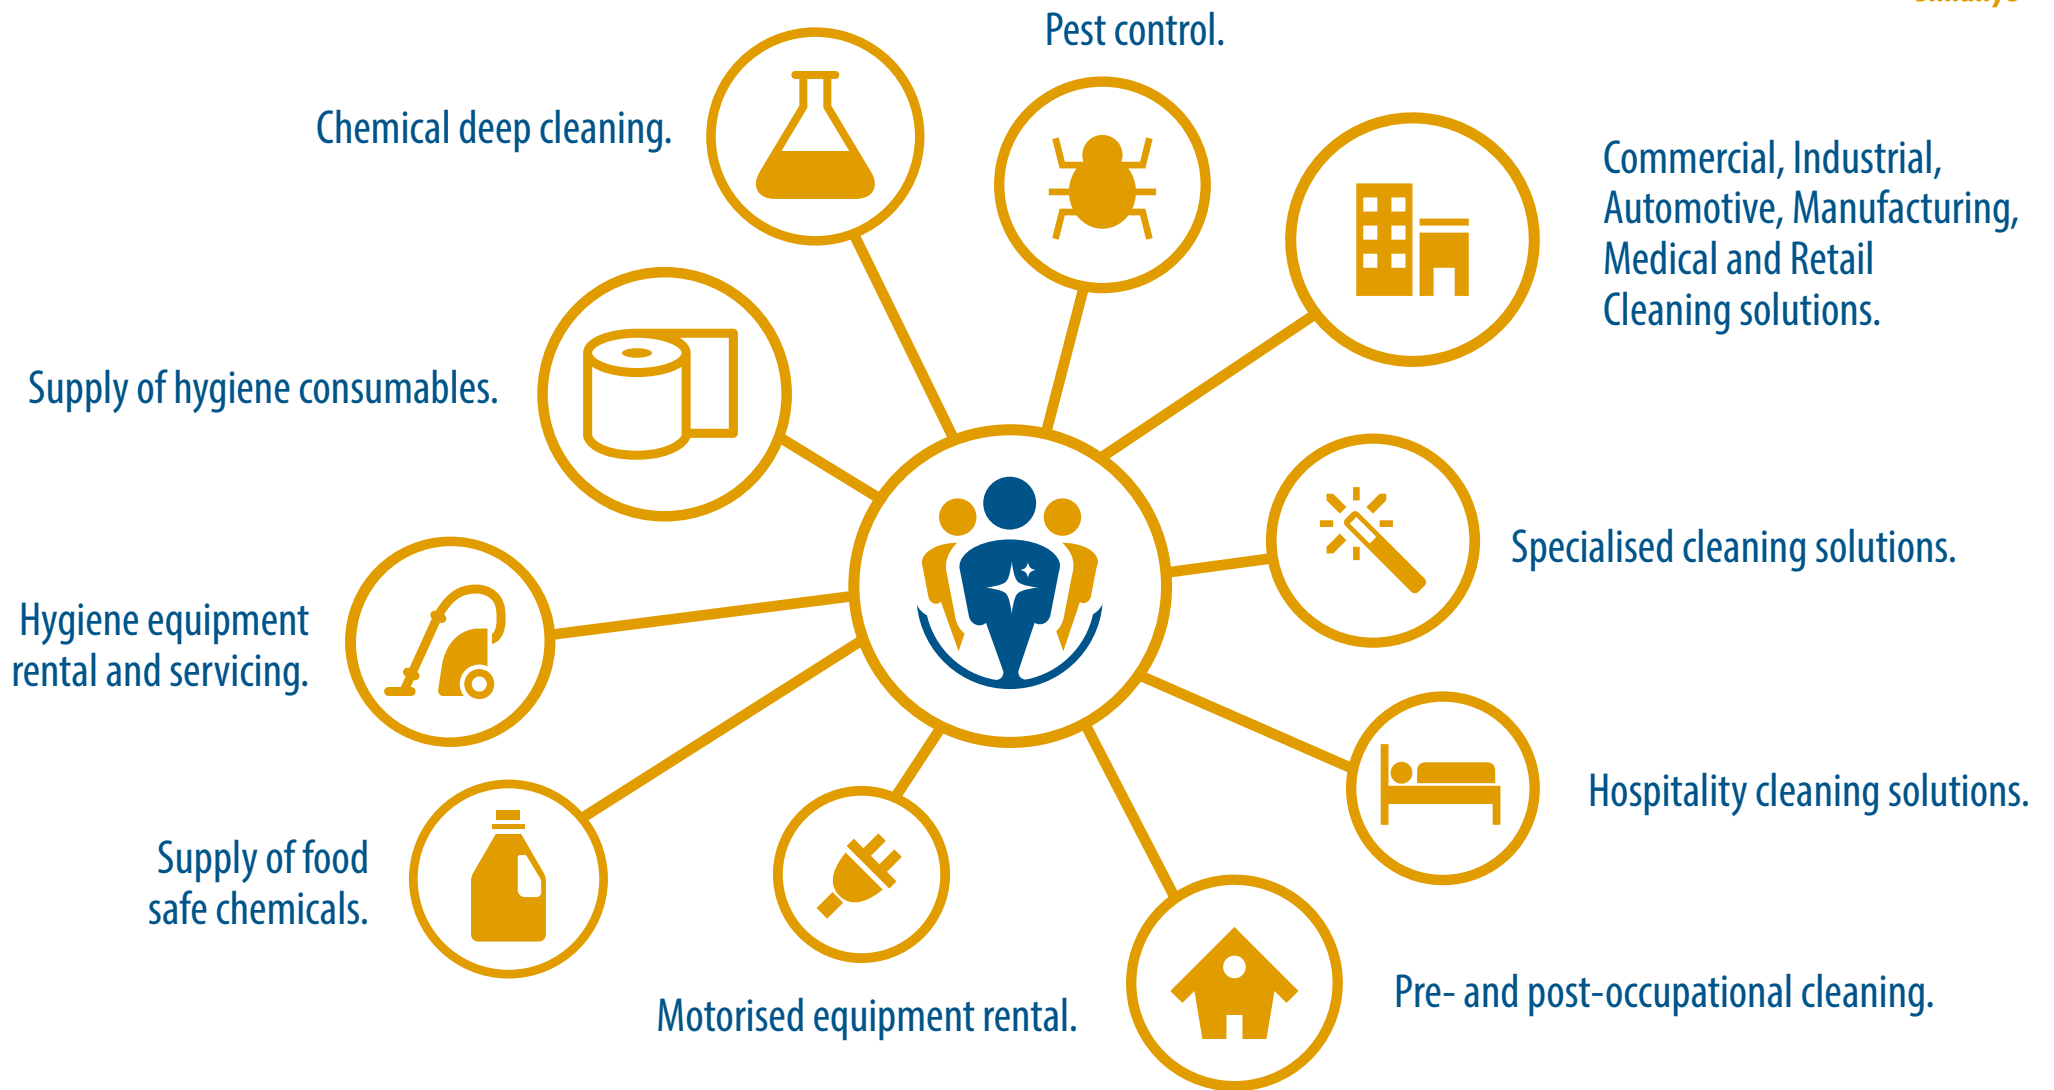 Pest control.
Chemical deep cleaning.
Commercial, Industrial,
Automotive, Manufacturing,
Medical and Retail
Cleaning solutions.
Supply of hygiene consumables.
Specialised cleaning solutions.
Hygiene equipment
rental and servicing.
Hospitality cleaning solutions.
Supply of food
safe chemicals.
Motorised equipment rental.
Pre- and post-occupational cleaning.